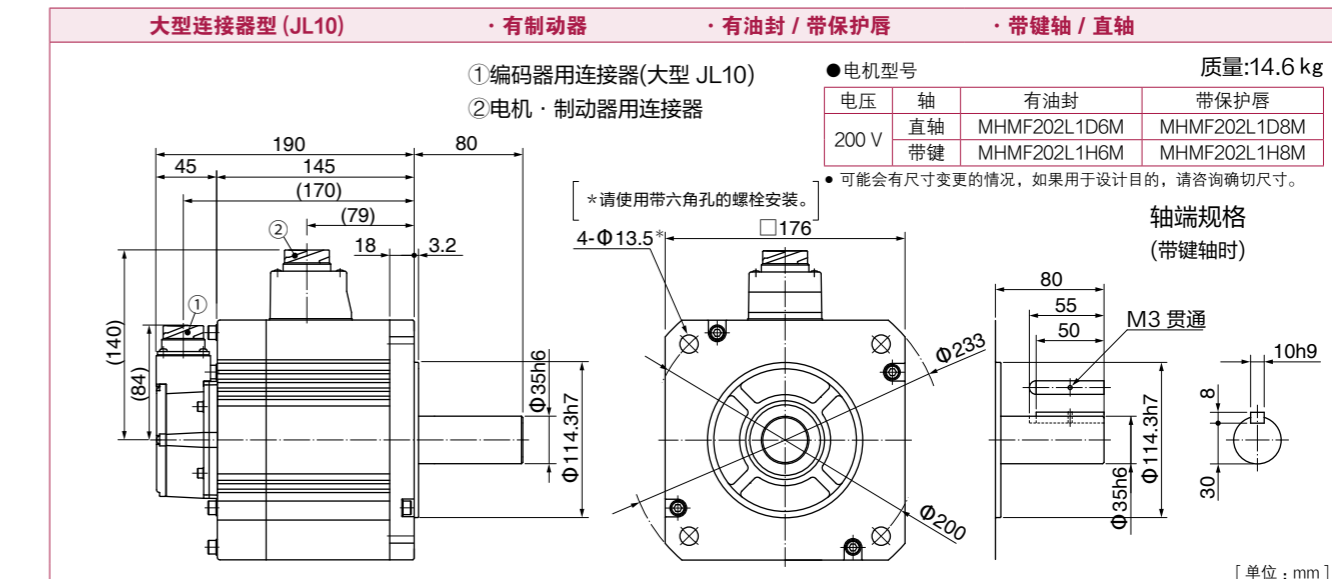 大型连接器型 (JL10) ・有制动器 ・有油封 / 带保护唇 ・带键轴 / 直轴
①编码器用连接器(大型 JL10)
②电机・制动器用连接器
●电机型号 质量:14.6 kg
电压 轴 有油封 带保护唇
200 V 直轴 MHMF202L1D6M MHMF202L1D8M
带键 MHMF202L1H6M MHMF202L1H8M
• 可能会有尺寸变更的情况，如果用于设计目的，请咨询确切尺寸。
190
80
45
145
(170)
(79)
18
3.2
②
①
(140)
(84)
Φ35h6
Φ114.3h7
*请使用带六角孔的螺栓安装。
4-Φ13.5*
□176
Φ233
Φ200
轴端规格
(带键轴时)
80
55
50
M3 贯通
Φ35h6
Φ114.3h7
10h9
8
30
[ 单位 : mm ]